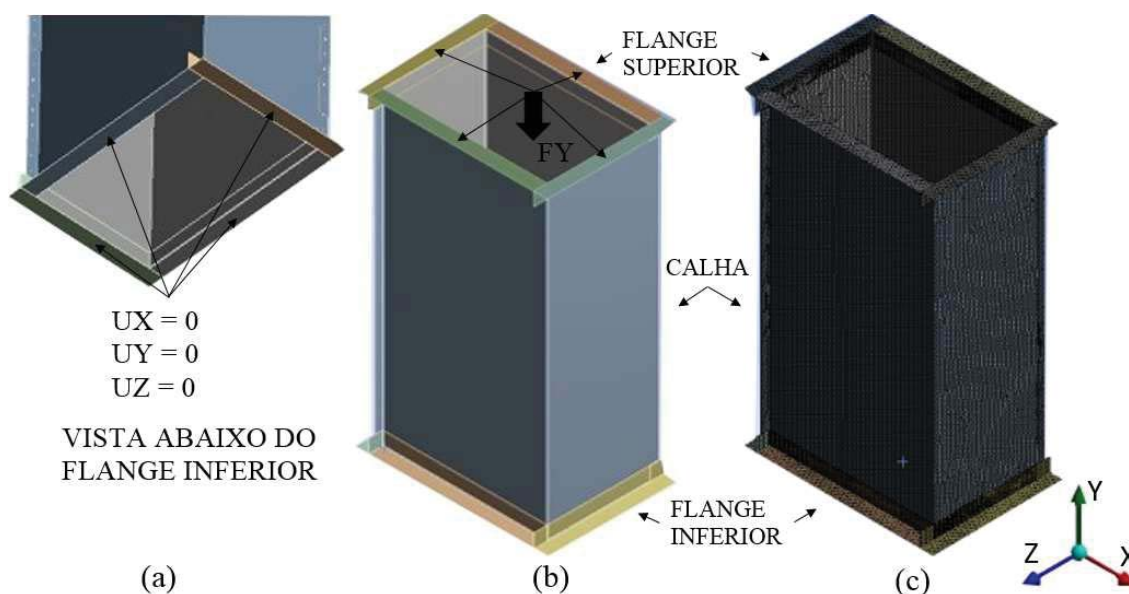 FLANGE
SUPERIOR
FY
CALHA
UX = 0
UY = 0
UZ = 0
VISTA ABAIXO DO
FLANGE INFERIOR
FLANGE
INFERIOR
Y
Z
X
(a)
(b)
(c)